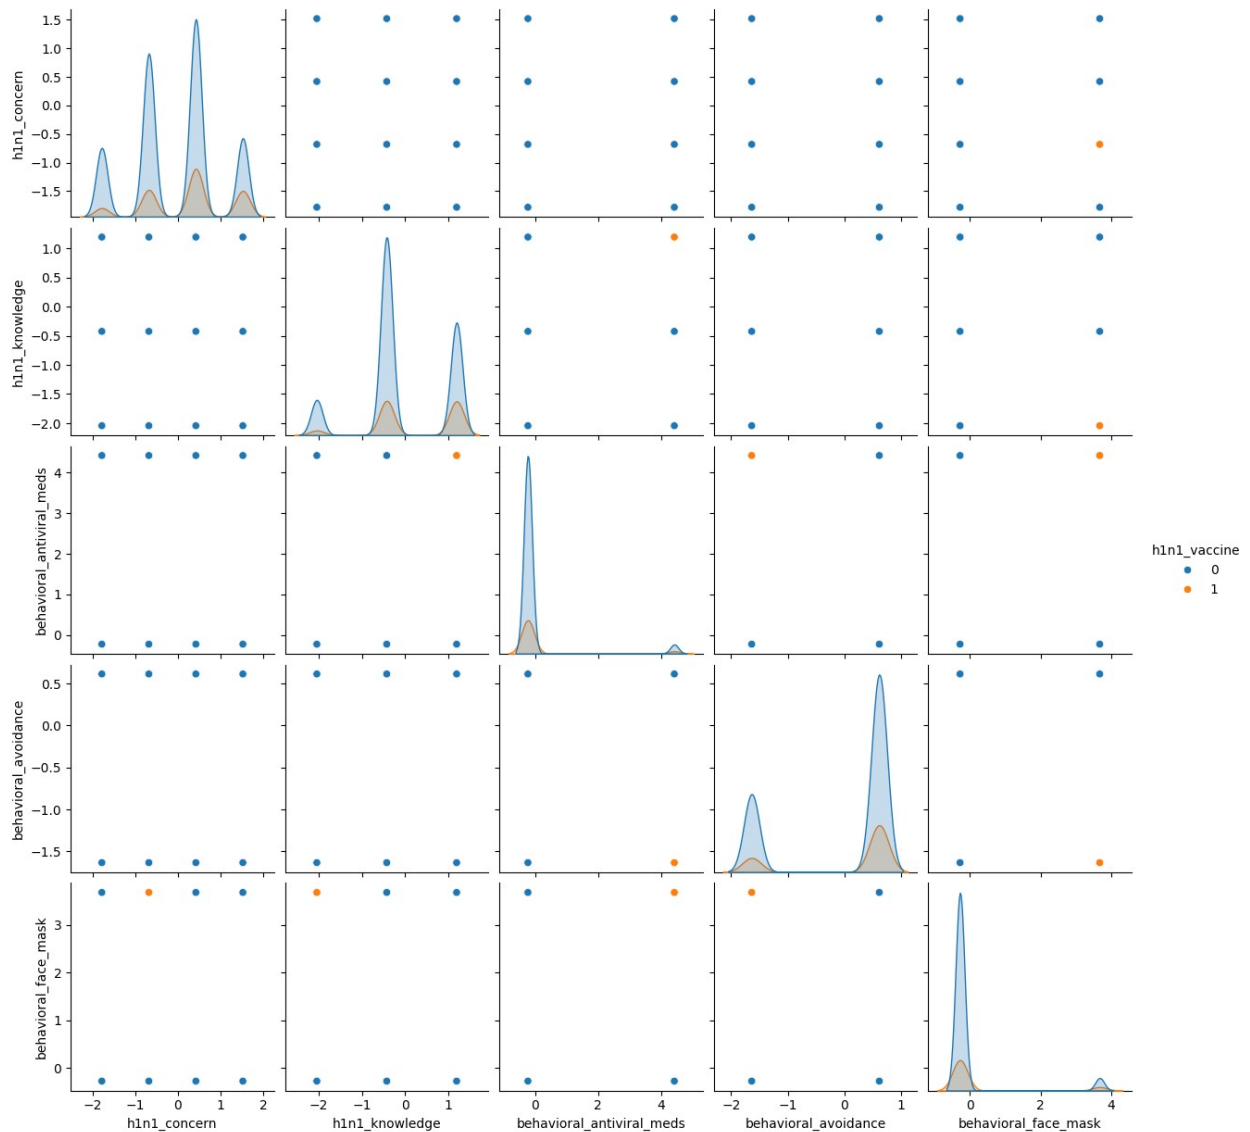 h1n1_concern
1.5
1.0
0.5
0.0
−0.5
−1.0
−1.5
h1n1_knowledge
1.0
0.5
0.0
−0.5
−1.0
−1.5
−2.0
behavioral_antiviral_meds
4
3
2
1
0
h1n1_vaccine
0
1
behavioral_avoidance
0.5
0.0
−0.5
−1.0
−1.5
behavioral_face_mask
3
2
1
0
−2 −1 0 1 2
h1n1_concern
−2 −1 0 1
h1n1_knowledge
0 2 4
behavioral_antiviral_meds
−2 −1 0 1
behavioral_avoidance
0 2 4
behavioral_face_mask